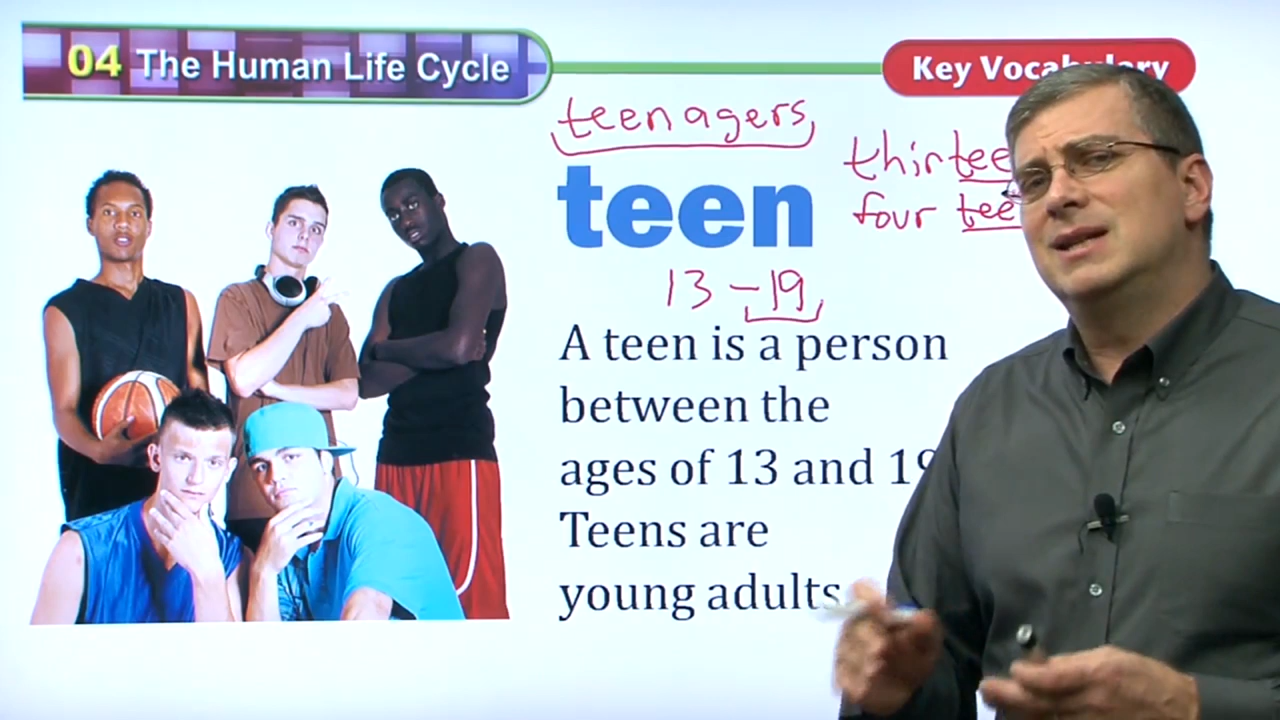 04 The Human Life Cycle
Key Vocabulary
teenagers
thirtee
teen
four tee
13-19
A teen is a person
between the
ages of 13 and 19
Teens are
young adults